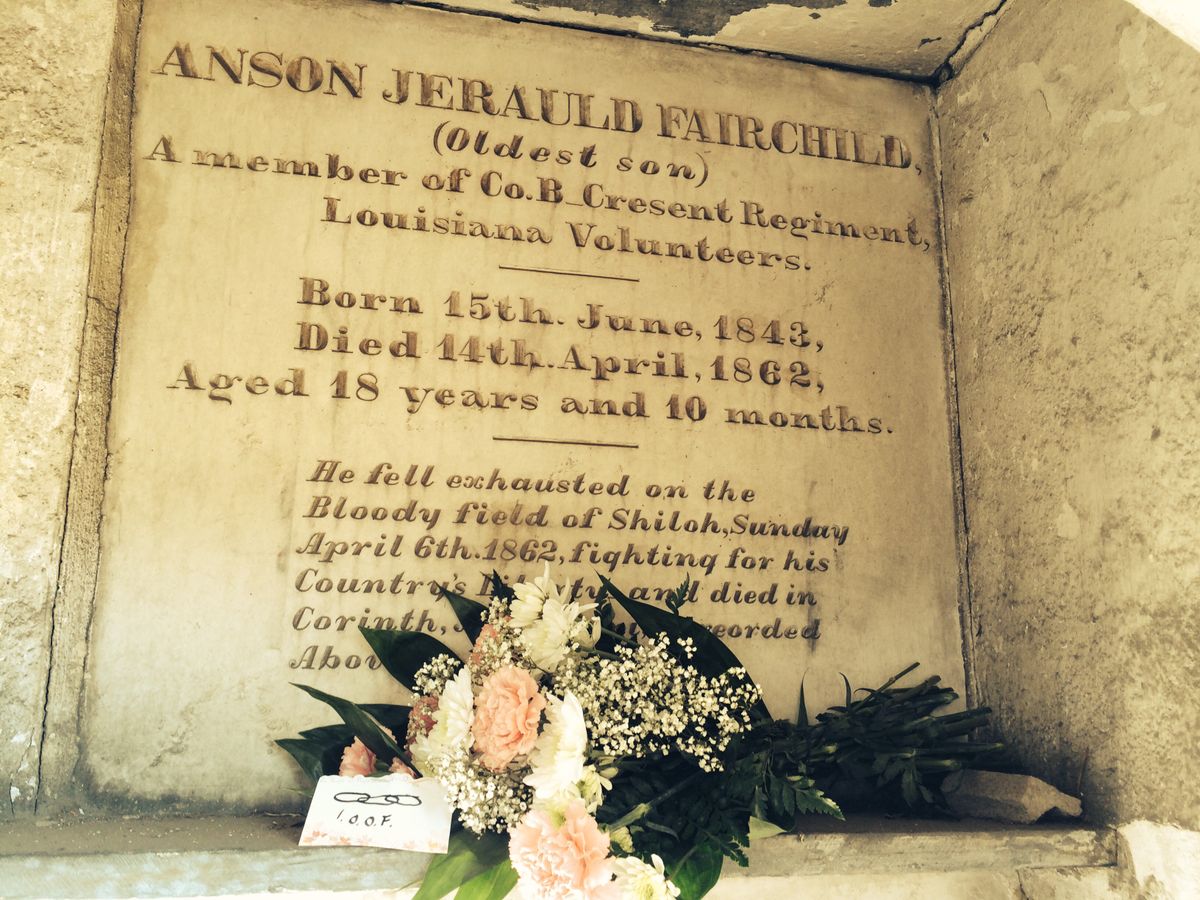 ANSON JERAULD FAIRCHILD,
(Oldest son)
A member of Co. B_Cresent Regiment,
Louisiana Volunteers.
Born 15th. June, 1843,
Died 14th. April, 1862,
Aged 18 years and 10 months.
He fell exhausted on the
Bloody field of Shiloh, Sunday
April 6th. 1862, fighting for his
Country's and died in
Corinth,
I.O.O.F.